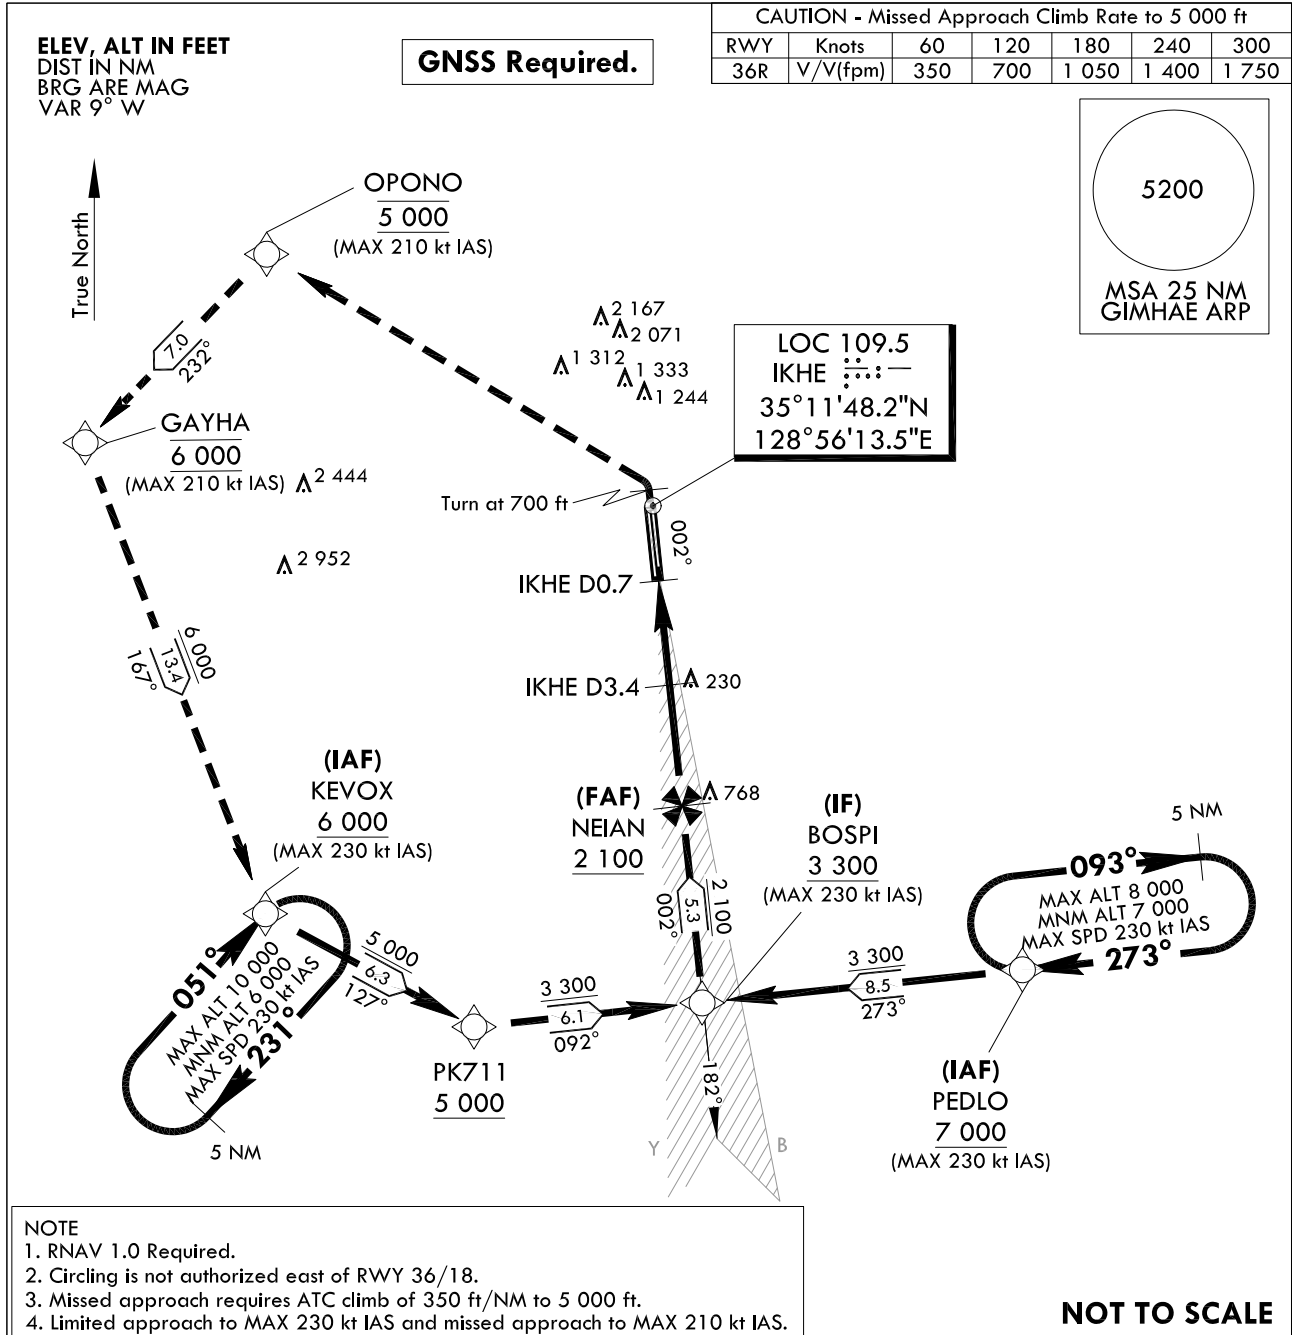 ELEV, ALT IN FEET
DIST IN NM
BRG ARE MAG
VAR 9° W
GNSS Required.
CAUTION - Missed Approach Climb Rate to 5 000 ft
RWY Knots 60 120 180 240 300
36R V/V(fpm) 350 700 1 050 1 400 1 750
5200
MSA 25 NM
GIMHAE ARP
True North
OPONO
5 000
(MAX 210 kt IAS)
7.0
232°
GAYHA
6 000
(MAX 210 kt IAS)
2 167
2 071
1 312
1 333
1 244
2 444
2 952
LOC 109.5
IKHE
35°11'48.2"N
128°56'13.5"E
Turn at 700 ft
002°
IKHE D0.7
IKHE D3.4
230
6 000
13.4
167°
(IAF)
KEVOX
6 000
(MAX 230 kt IAS)
(FAF)
NEIAN
2 100
768
(IF)
BOSPI
3 300
(MAX 230 kt IAS)
5 NM
093°
MAX ALT 8 000
MNM ALT 7 000
MAX SPD 230 kt IAS
273°
2 100
5.3
002°
051°
MAX ALT 10 000
MNM ALT 6 000
MAX SPD 230 kt IAS
231°
5 NM
5 000
6.3
127°
3 300
6.1
092°
3 300
8.5
273°
PK711
5 000
182°
Y
B
(IAF)
PEDLO
7 000
(MAX 230 kt IAS)
NOTE
1. RNAV 1.0 Required.
2. Circling is not authorized east of RWY 36/18.
3. Missed approach requires ATC climb of 350 ft/NM to 5 000 ft.
4. Limited approach to MAX 230 kt IAS and missed approach to MAX 210 kt IAS.
NOT TO SCALE